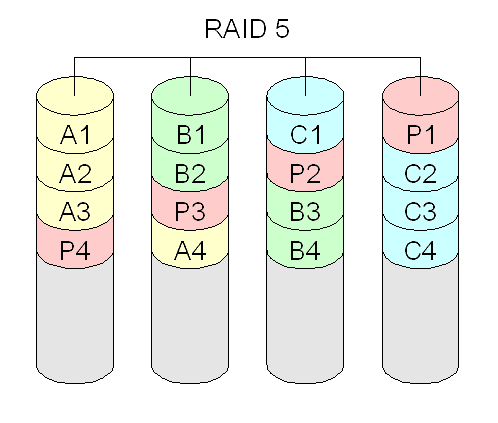 RAID 5
A1 B1 C1 P1
A2 B2 P2 C2
A3 P3 B3 C3
P4 A4 B4 C4